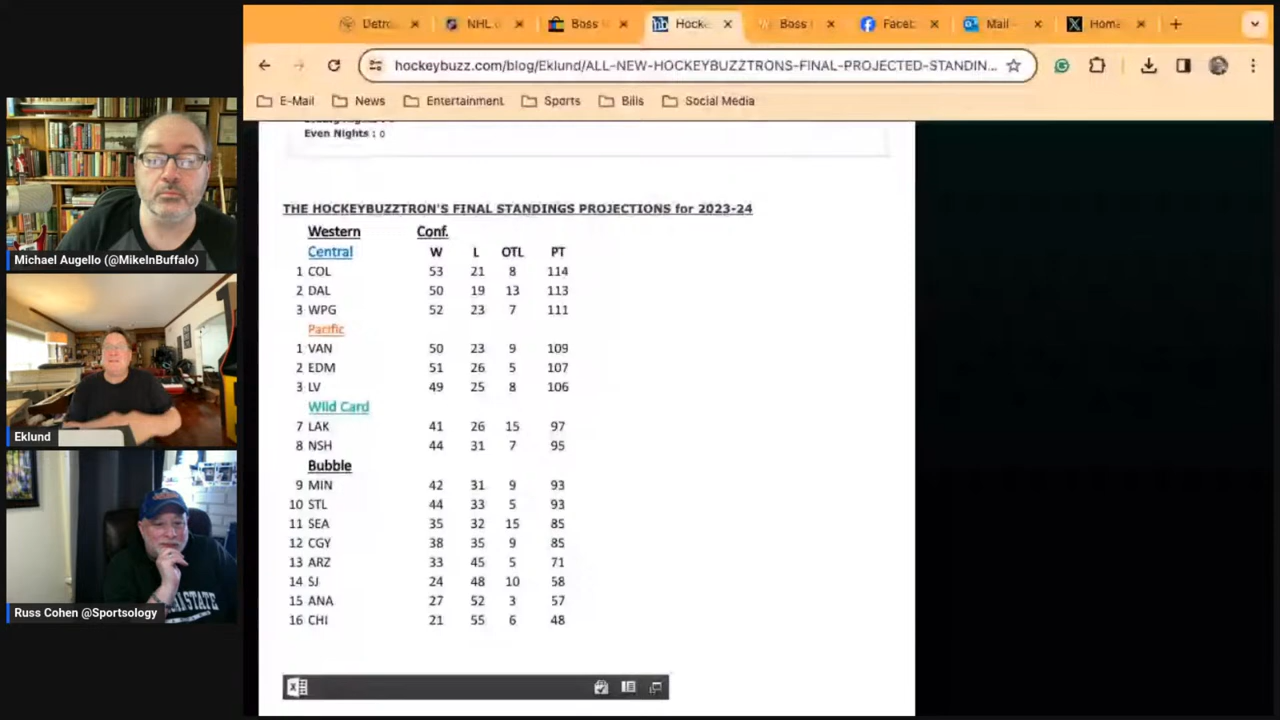 Detro
NHL o
Boss
Hocke
Boss
Faceb
Mail -
Home
hockeybuzz.com/blog/Eklund/ALL-NEW-HOCKEYBUZZTRONS-FINAL-PROJECTED-STANDIN...
E-Mail News Entertainment Sports Bills Social Media
Even Nights : 0
THE HOCKEYBUZZTRON'S FINAL STANDINGS PROJECTIONS for 2023-24
Western Conf.
Central W L OTL PT
1 COL 53 21 8 114
2 DAL 50 19 13 113
3 WPG 52 23 7 111
Pacific
1 VAN 50 23 9 109
2 EDM 51 26 5 107
3 LV 49 25 8 106
Wild Card
7 LAK 41 26 15 97
8 NSH 44 31 7 95
Bubble
9 MIN 42 31 9 93
10 STL 44 33 5 93
11 SEA 35 32 15 85
12 CGY 38 35 9 85
13 ARZ 33 45 5 71
14 SJ 24 48 10 58
15 ANA 27 52 3 57
16 CHI 21 55 6 48
Michael Augello (@MikeInBuffalo)
Eklund
STATE
Russ Cohen @Sportsology